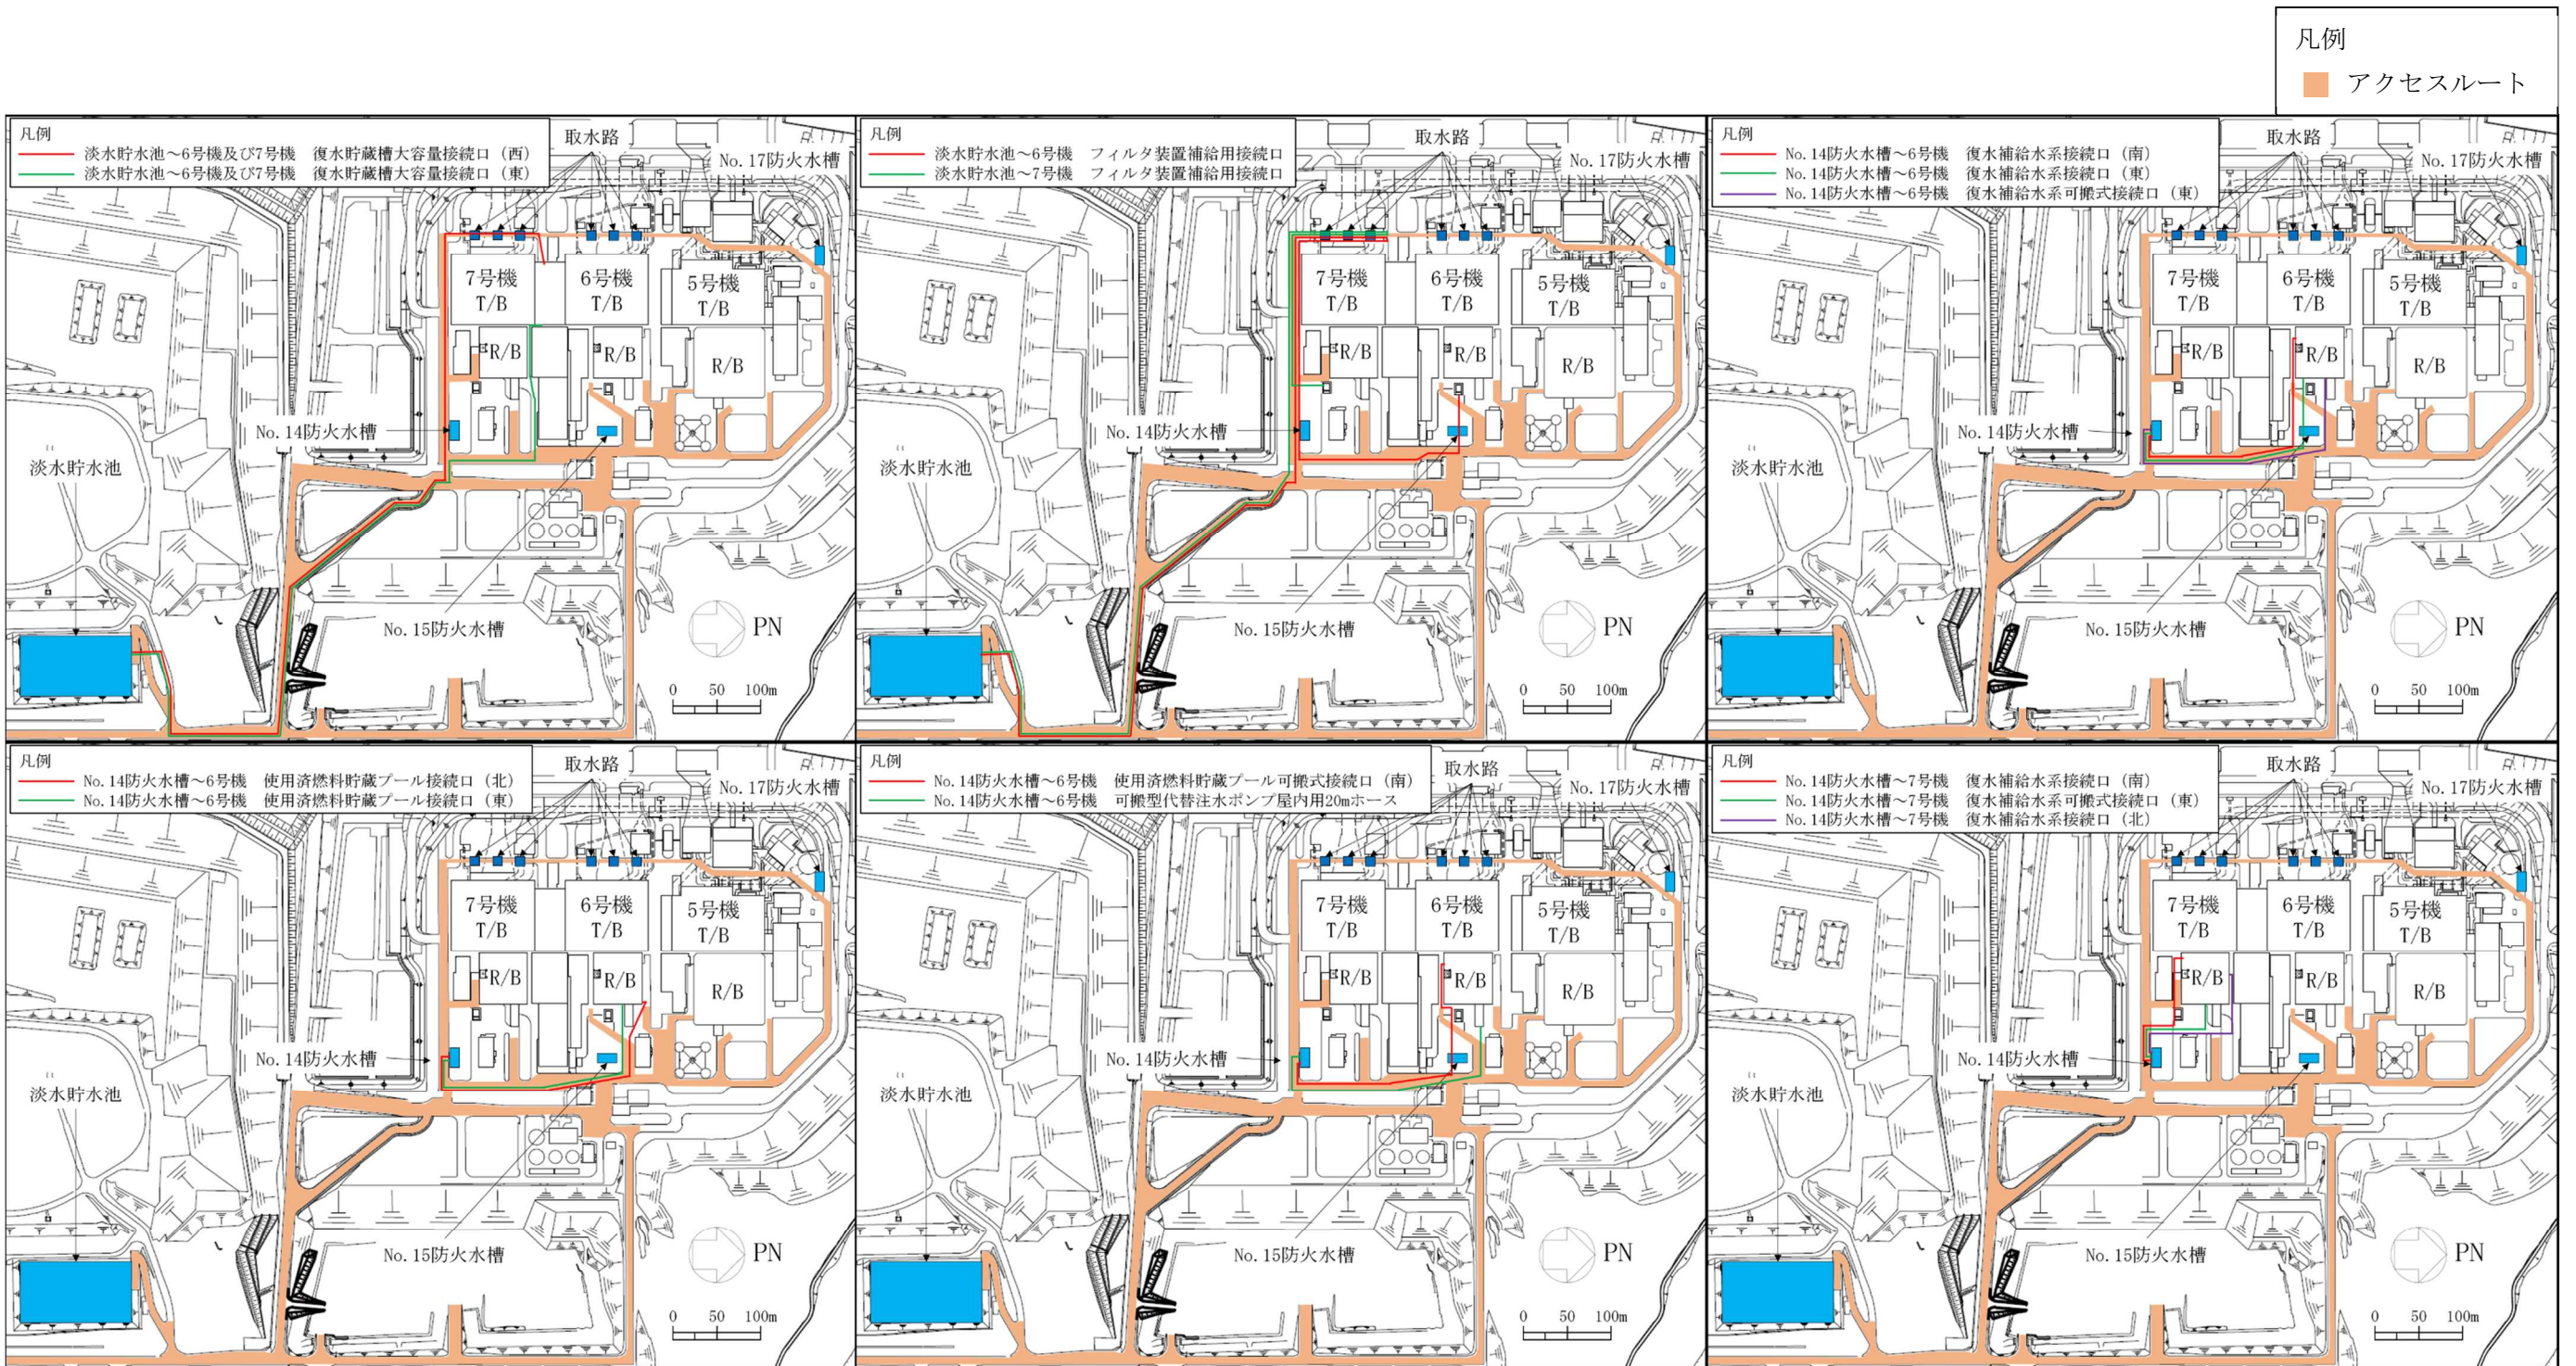 凡例
アクセスルート
凡例
淡水貯水池～6号機及び7号機　復水貯蔵槽大容量接続口（西）
淡水貯水池～6号機及び7号機　復水貯蔵槽大容量接続口（東）
取水路
No.17防火水槽
7号機
T/B
6号機
T/B
5号機
T/B
R/B
R/B
R/B
No.14防火水槽
淡水貯水池
No.15防火水槽
PN
0 50 100m
凡例
淡水貯水池～6号機　フィルタ装置補給用接続口
淡水貯水池～7号機　フィルタ装置補給用接続口
取水路
No.17防火水槽
7号機
T/B
6号機
T/B
5号機
T/B
R/B
R/B
R/B
No.14防火水槽
淡水貯水池
No.15防火水槽
PN
0 50 100m
凡例
No.14防火水槽～6号機　復水補給水系接続口（南）
No.14防火水槽～6号機　復水補給水系接続口（東）
No.14防火水槽～6号機　復水補給水系可搬式接続口（東）
取水路
No.17防火水槽
7号機
T/B
6号機
T/B
5号機
T/B
R/B
R/B
R/B
No.14防火水槽
淡水貯水池
No.15防火水槽
PN
0 50 100m
凡例
No.14防火水槽～6号機　使用済燃料貯蔵プール接続口（北）
No.14防火水槽～6号機　使用済燃料貯蔵プール接続口（東）
取水路
No.17防火水槽
7号機
T/B
6号機
T/B
5号機
T/B
R/B
R/B
R/B
No.14防火水槽
淡水貯水池
No.15防火水槽
PN
0 50 100m
凡例
No.14防火水槽～6号機　使用済燃料貯蔵プール可搬式接続口（南）
No.14防火水槽～6号機　可搬型代替注水ポンプ屋内用20mホース
取水路
No.17防火水槽
7号機
T/B
6号機
T/B
5号機
T/B
R/B
R/B
R/B
No.14防火水槽
淡水貯水池
No.15防火水槽
PN
0 50 100m
凡例
No.14防火水槽～7号機　復水補給水系接続口（南）
No.14防火水槽～7号機　復水補給水系可搬式接続口（東）
No.14防火水槽～7号機　復水補給水系接続口（北）
取水路
No.17防火水槽
7号機
T/B
6号機
T/B
5号機
T/B
R/B
R/B
R/B
No.14防火水槽
淡水貯水池
No.15防火水槽
PN
0 50 100m